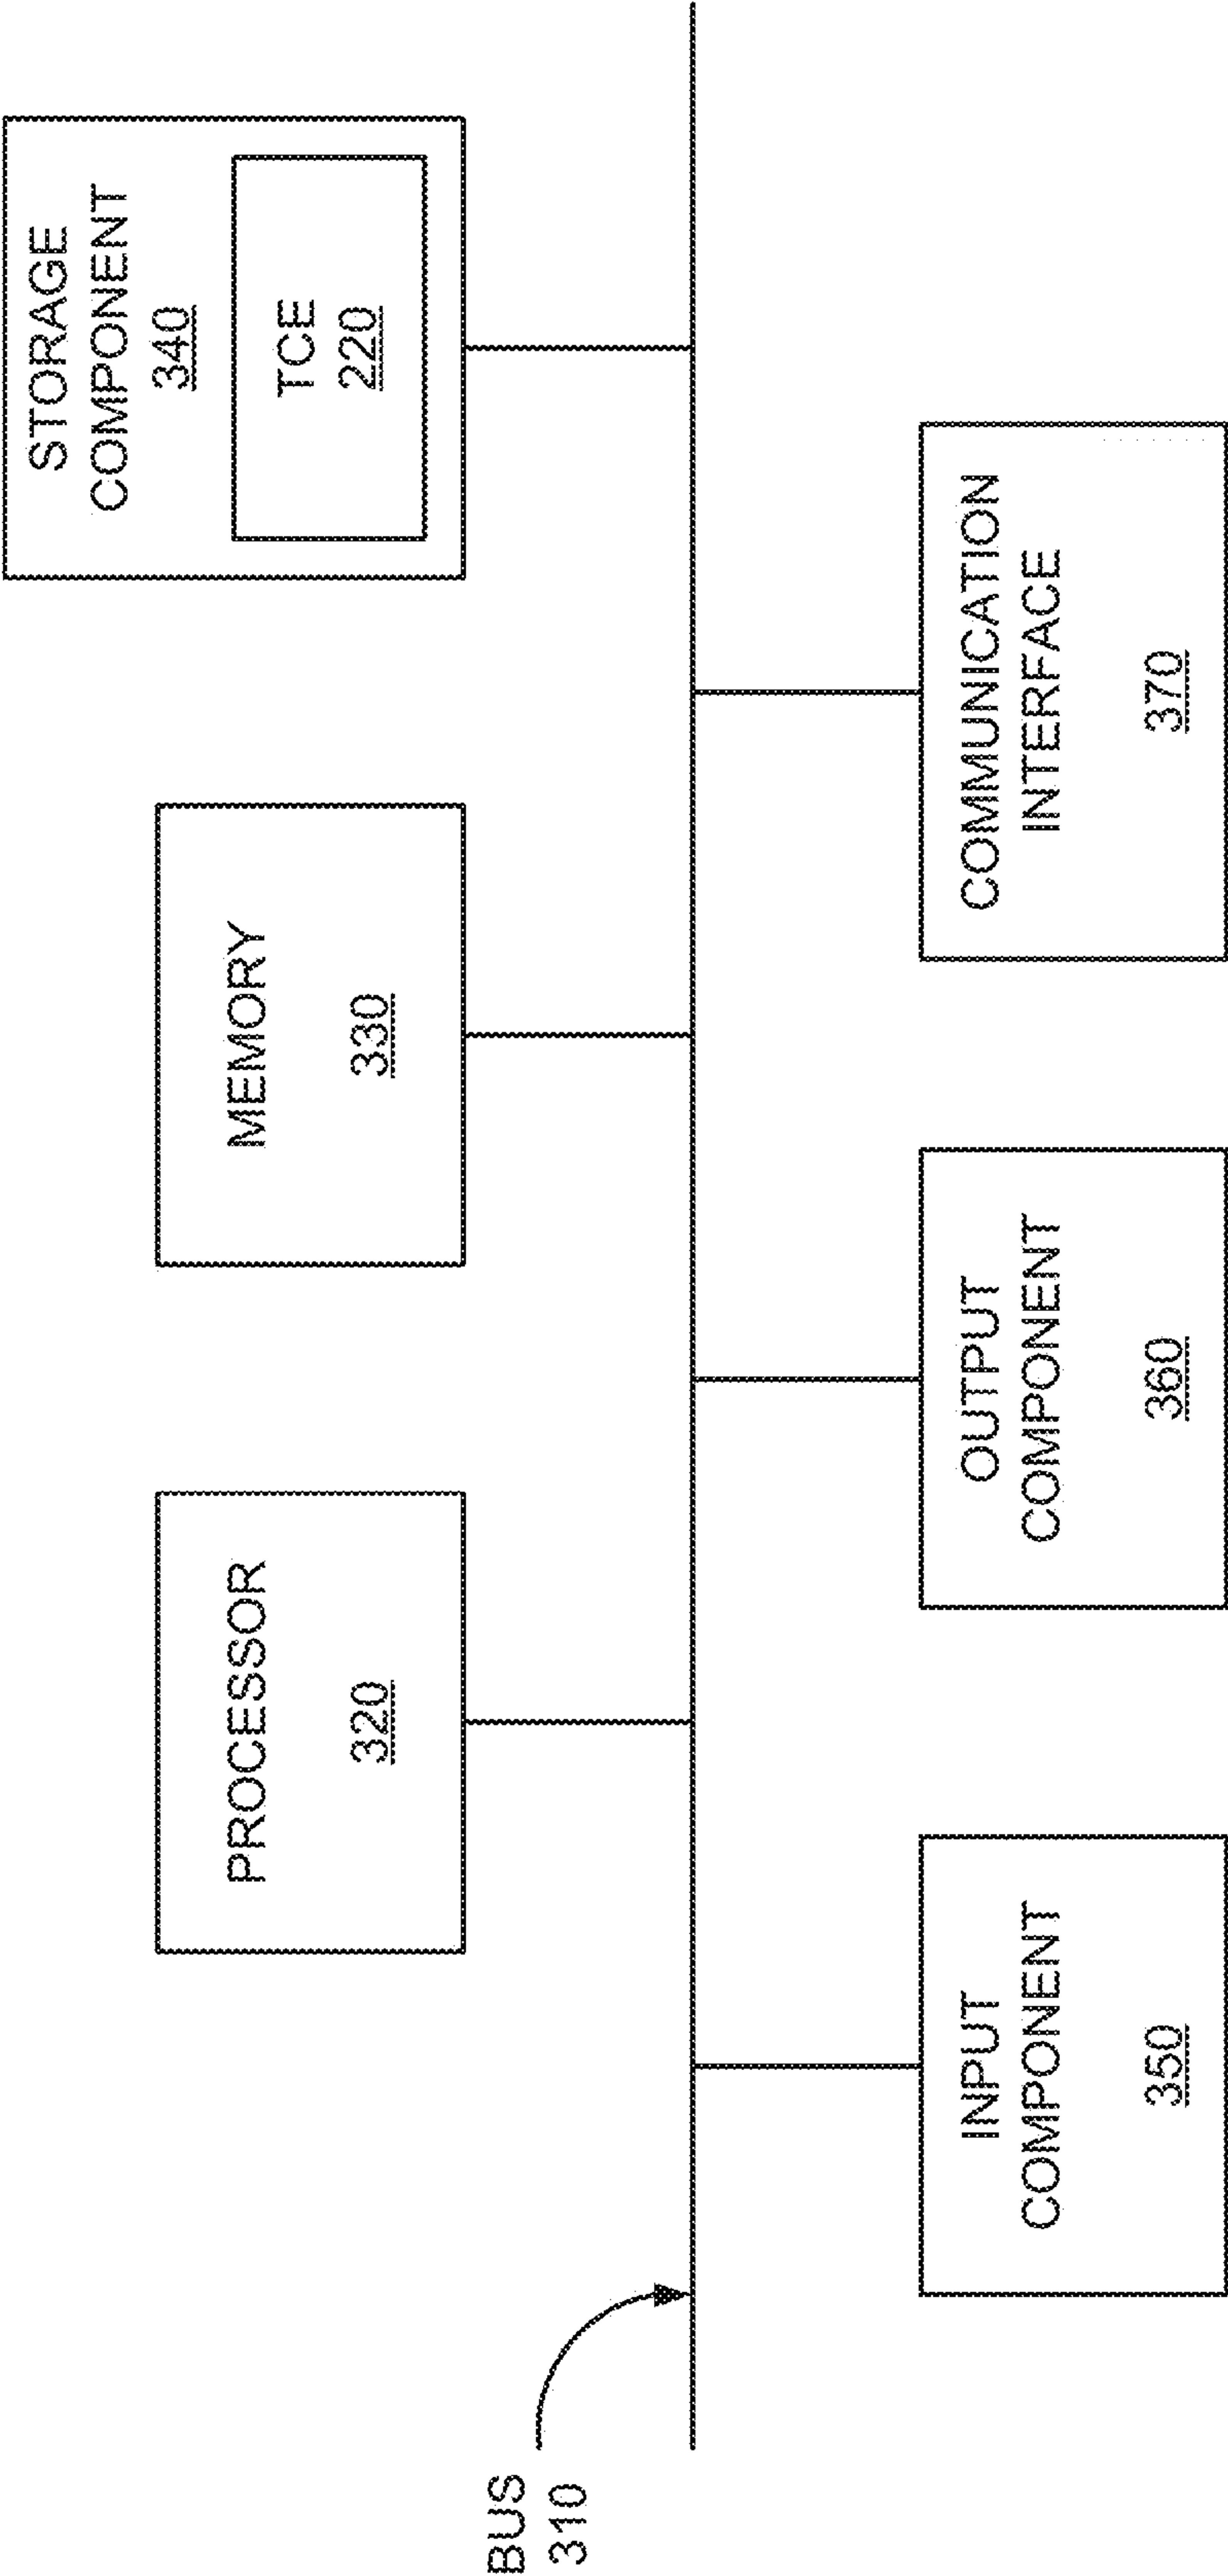 STORAGE
COMPONENT
340
TCE
220
MEMORY
330
PROCESSOR
320
BUS
310
INPUT
COMPONENT
350
OUTPUT
COMPONENT
360
COMMUNICATION
INTERFACE
370